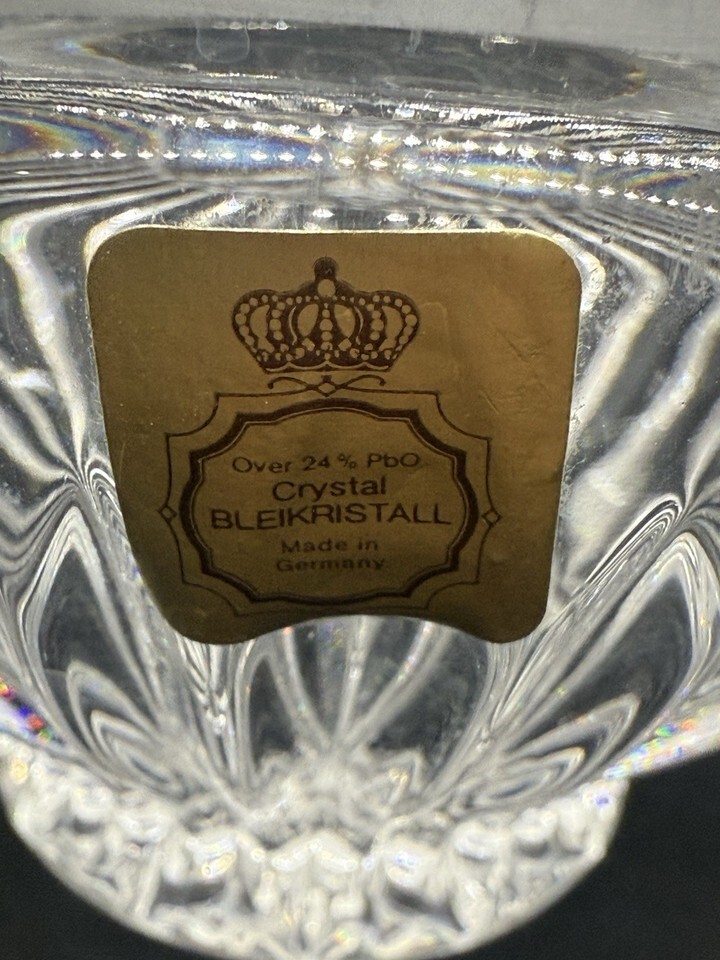 Over 24 % PbO
Crystal
BLEIKRISTALL
Made in
Germany